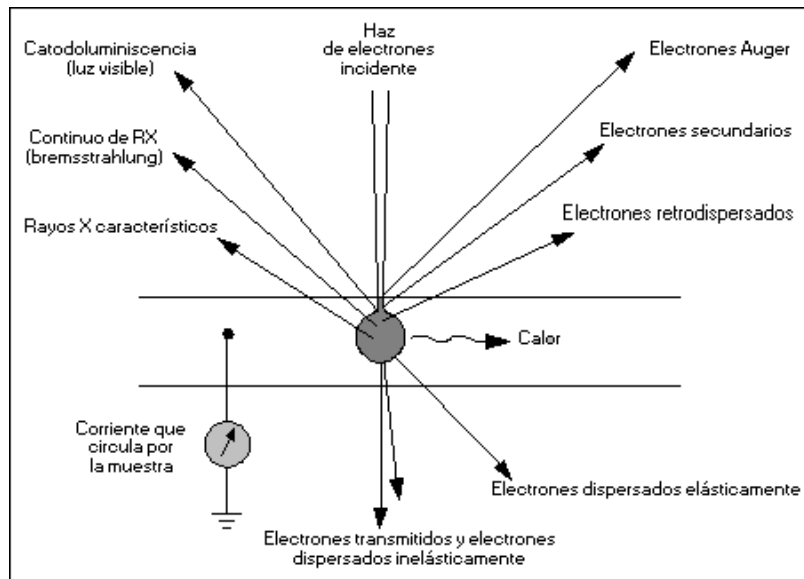 Catodoluminiscencia
(luz visible)
Haz
de electrones
incidente
Electrones Auger
Continuo de RX
(bremsstrahlung)
Electrones secundarios
Rayos X característicos
Electrones retrodispersados
Calor
Corriente que
circula por
la muestra
Electrones dispersados elásticamente
Electrones transmitidos y electrones
dispersados inelásticamente